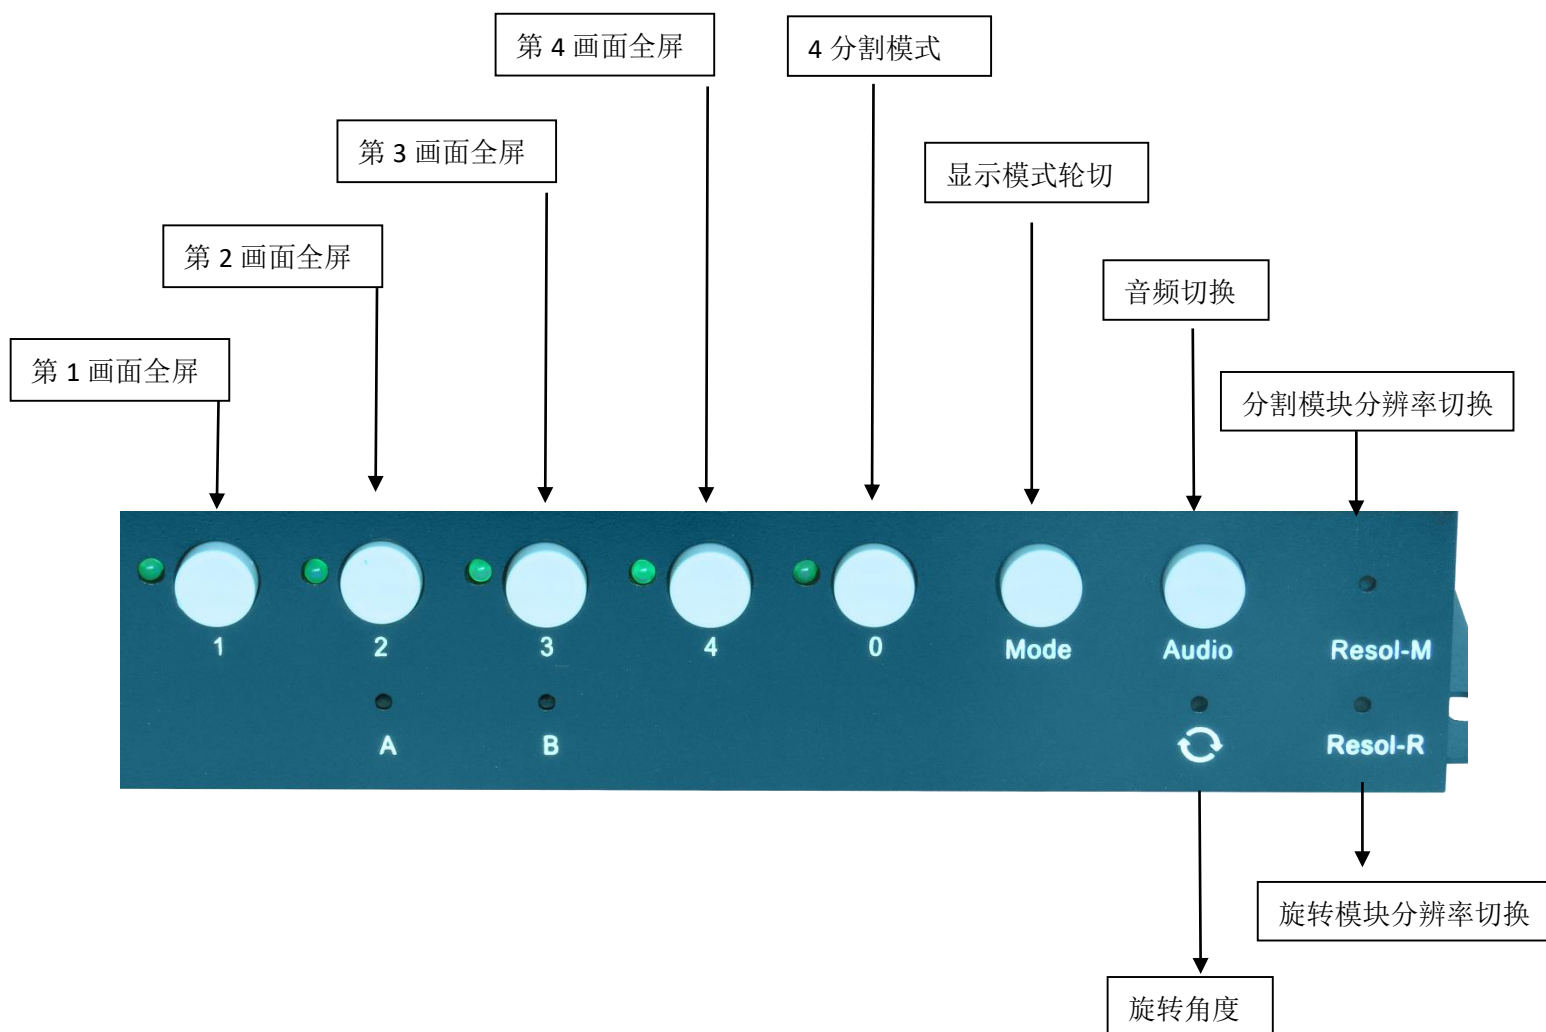 第 4 画面全屏
4 分割模式
第 3 画面全屏
显示模式轮切
第 2 画面全屏
音频切换
第 1 画面全屏
分割模块分辨率切换
1
2
3
4
0
Mode
Audio
Resol-M
A
B
Resol-R
旋转模块分辨率切换
旋转角度